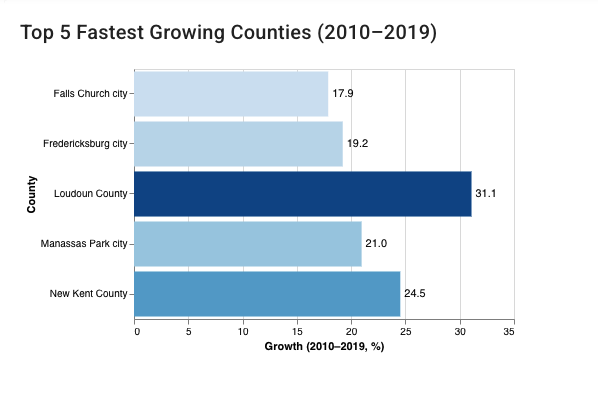 Top 5 Fastest Growing Counties (2010–2019)
Falls Church city
17.9
Fredericksburg city
19.2
County
Loudoun County
31.1
Manassas Park city
21.0
New Kent County
24.5
0 5 10 15 20 25 30 35
Growth (2010–2019, %)